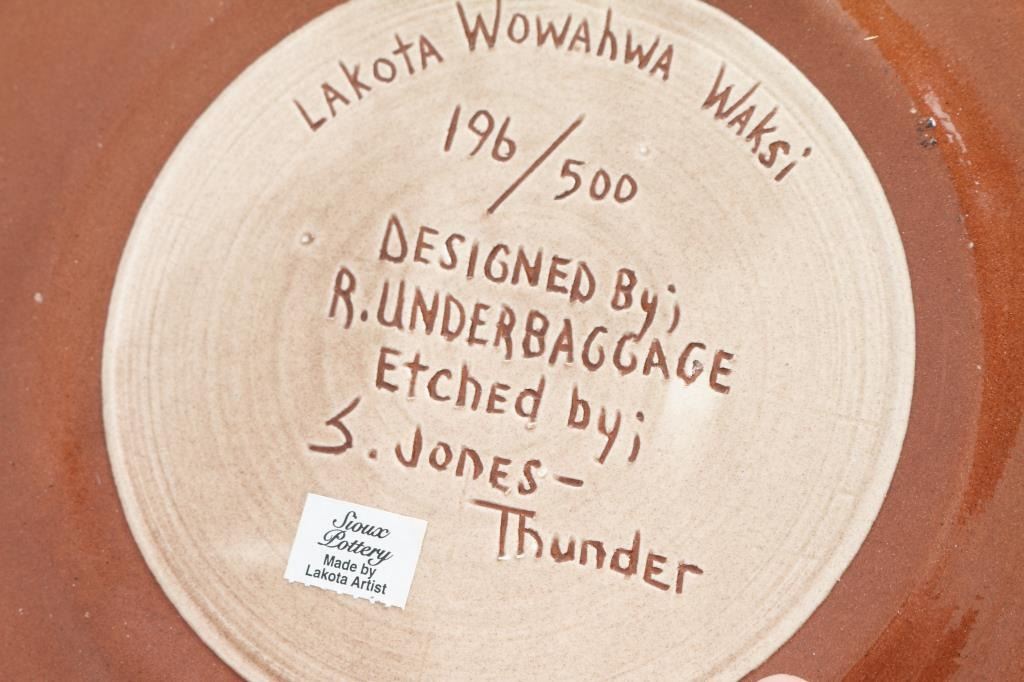 LAKOTA WOWAhWA WAKSi
196/500
DESIGNED By;
R. UNDERBAGGAGE
Etched by;
S. JONES-
Thunder
Sioux
Pottery
Made by
Lakota Artist